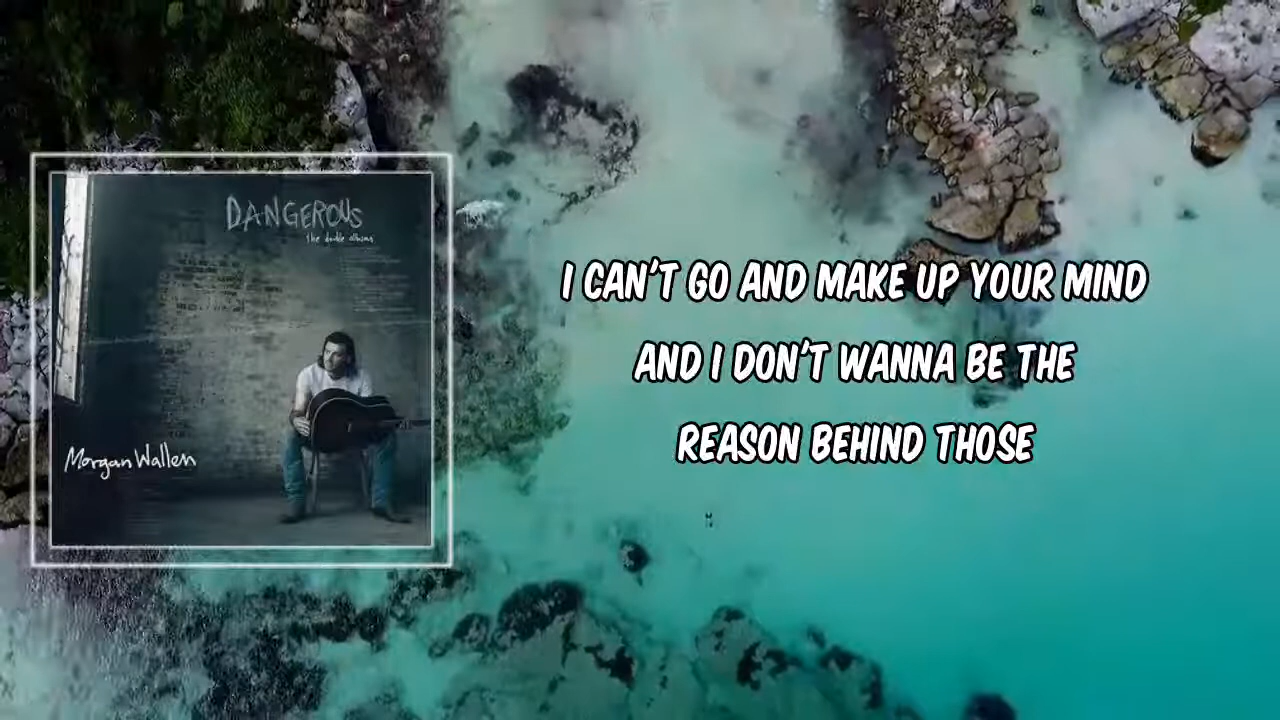 DANGEROUS
the double album
Morgan Wallen
I CAN'T GO AND MAKE UP YOUR MIND
AND I DON'T WANNA BE THE
REASON BEHIND THOSE